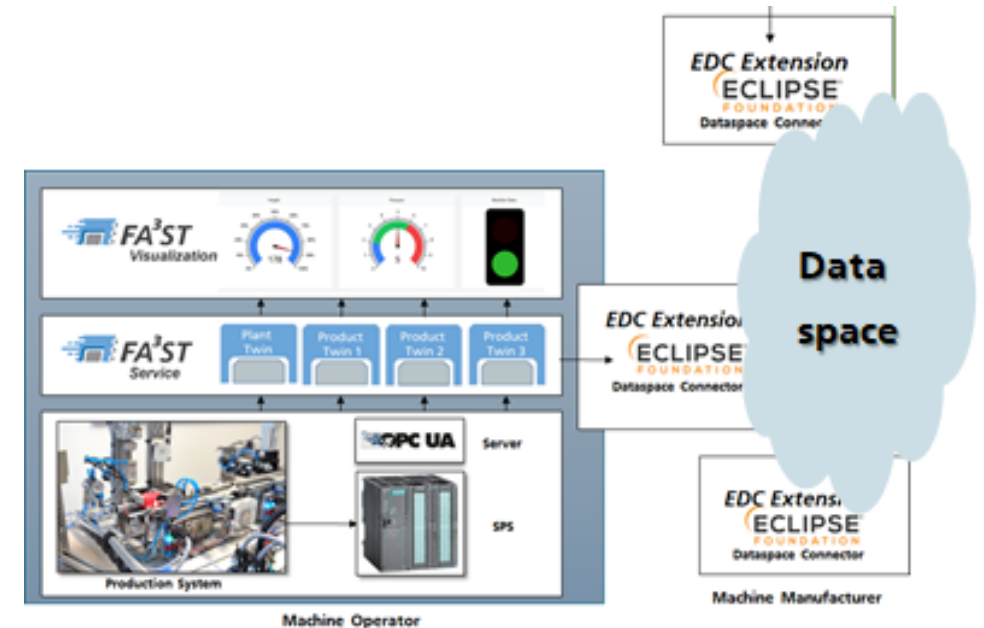 EDC Extension
ECLIPSE
FOUNDATION
Dataspace
FA³ST
Visualization
178
5
FA³ST
Service
Plant
Twin
Product
Twin 1
Product
Twin 2
Product
Twin 3
EDC Extension
ECLIPSE
FOUNDATION
Dataspace Connector
Data
space
OPC UA
Server
SPS
Production System
Machine Operator
EDC
ECLIPSE
FOUNDATION
Dataspace Connector
Machine Manufacturer